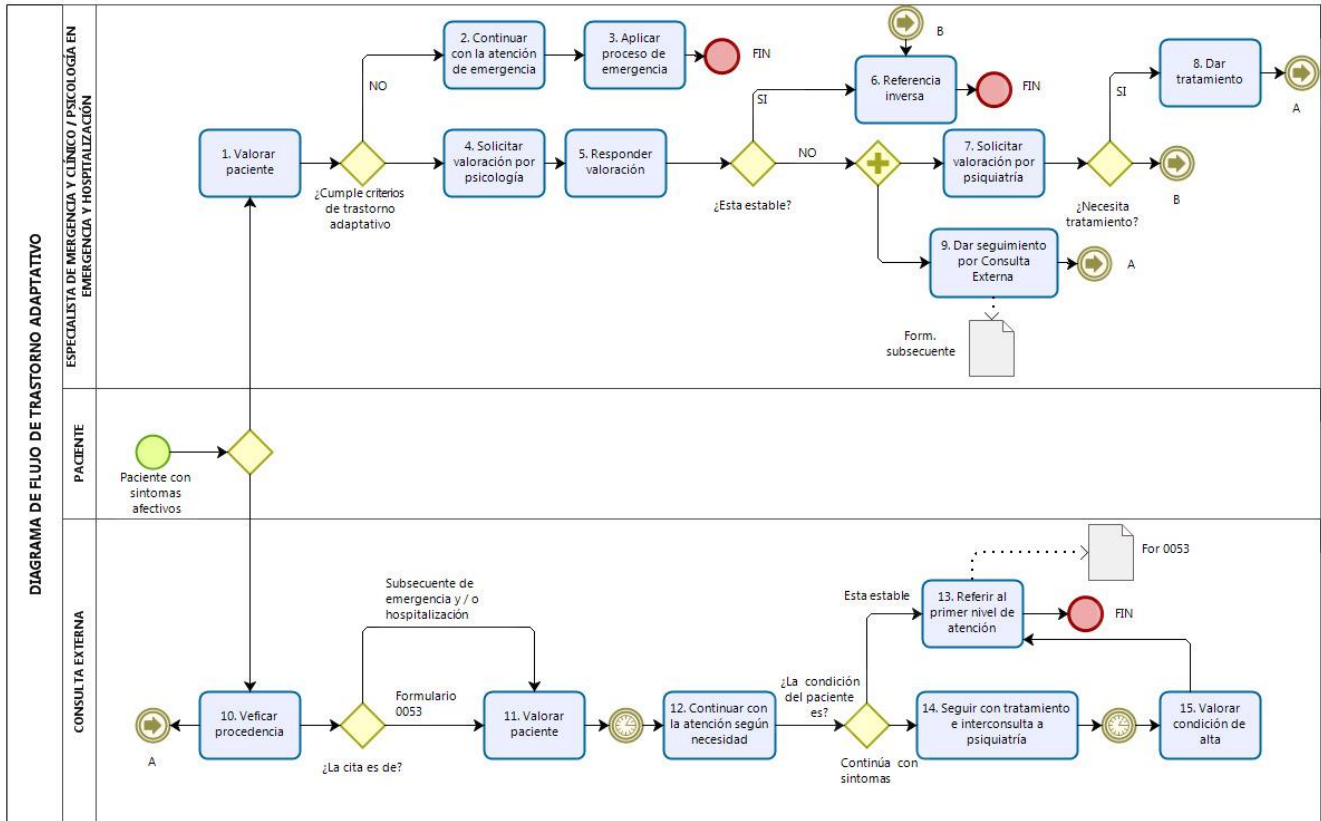 DIAGRAMA DE FLUJO DE TRASTORNO ADAPTATIVO
ESPECIALISTA DE MERGENCIA Y CLÍNICO / PSICOLOGÍA EN
EMERGENCIA Y HOSPITALIZACIÓN
2. Continuar
con la atención
de emergencia
3. Aplicar
proceso de
emergencia
FIN
B
6. Referencia
inversa
FIN
8. Dar
tratamiento
A
NO
SI
SI
1. Valorar
paciente
¿Cumple criterios
de trastorno
adaptativo
4. Solicitar
valoración por
psicología
5. Responder
valoración
¿Esta estable?
NO
7. Solicitar
valoración por
psiquiatría
¿Necesita
tratamiento?
B
9. Dar seguimiento
por Consulta
Externa
A
Form.
subsecuente
PACIENTE
Paciente con
sintomas
afectivos
CONSULTA EXTERNA
For 0053
Subsecuente de
emergencia y / o
hospitalización
Esta estable
13. Referir al
primer nivel de
atención
FIN
A
10. Veficar
procedencia
¿La cita es de?
Formulario
0053
11. Valorar
paciente
12. Continuar con
la atención según
necesidad
¿La condición
del paciente
es?
Continúa con
sintomas
14. Seguir con tratamiento
e interconsulta a
psiquiatría
15. Valorar
condición de
alta